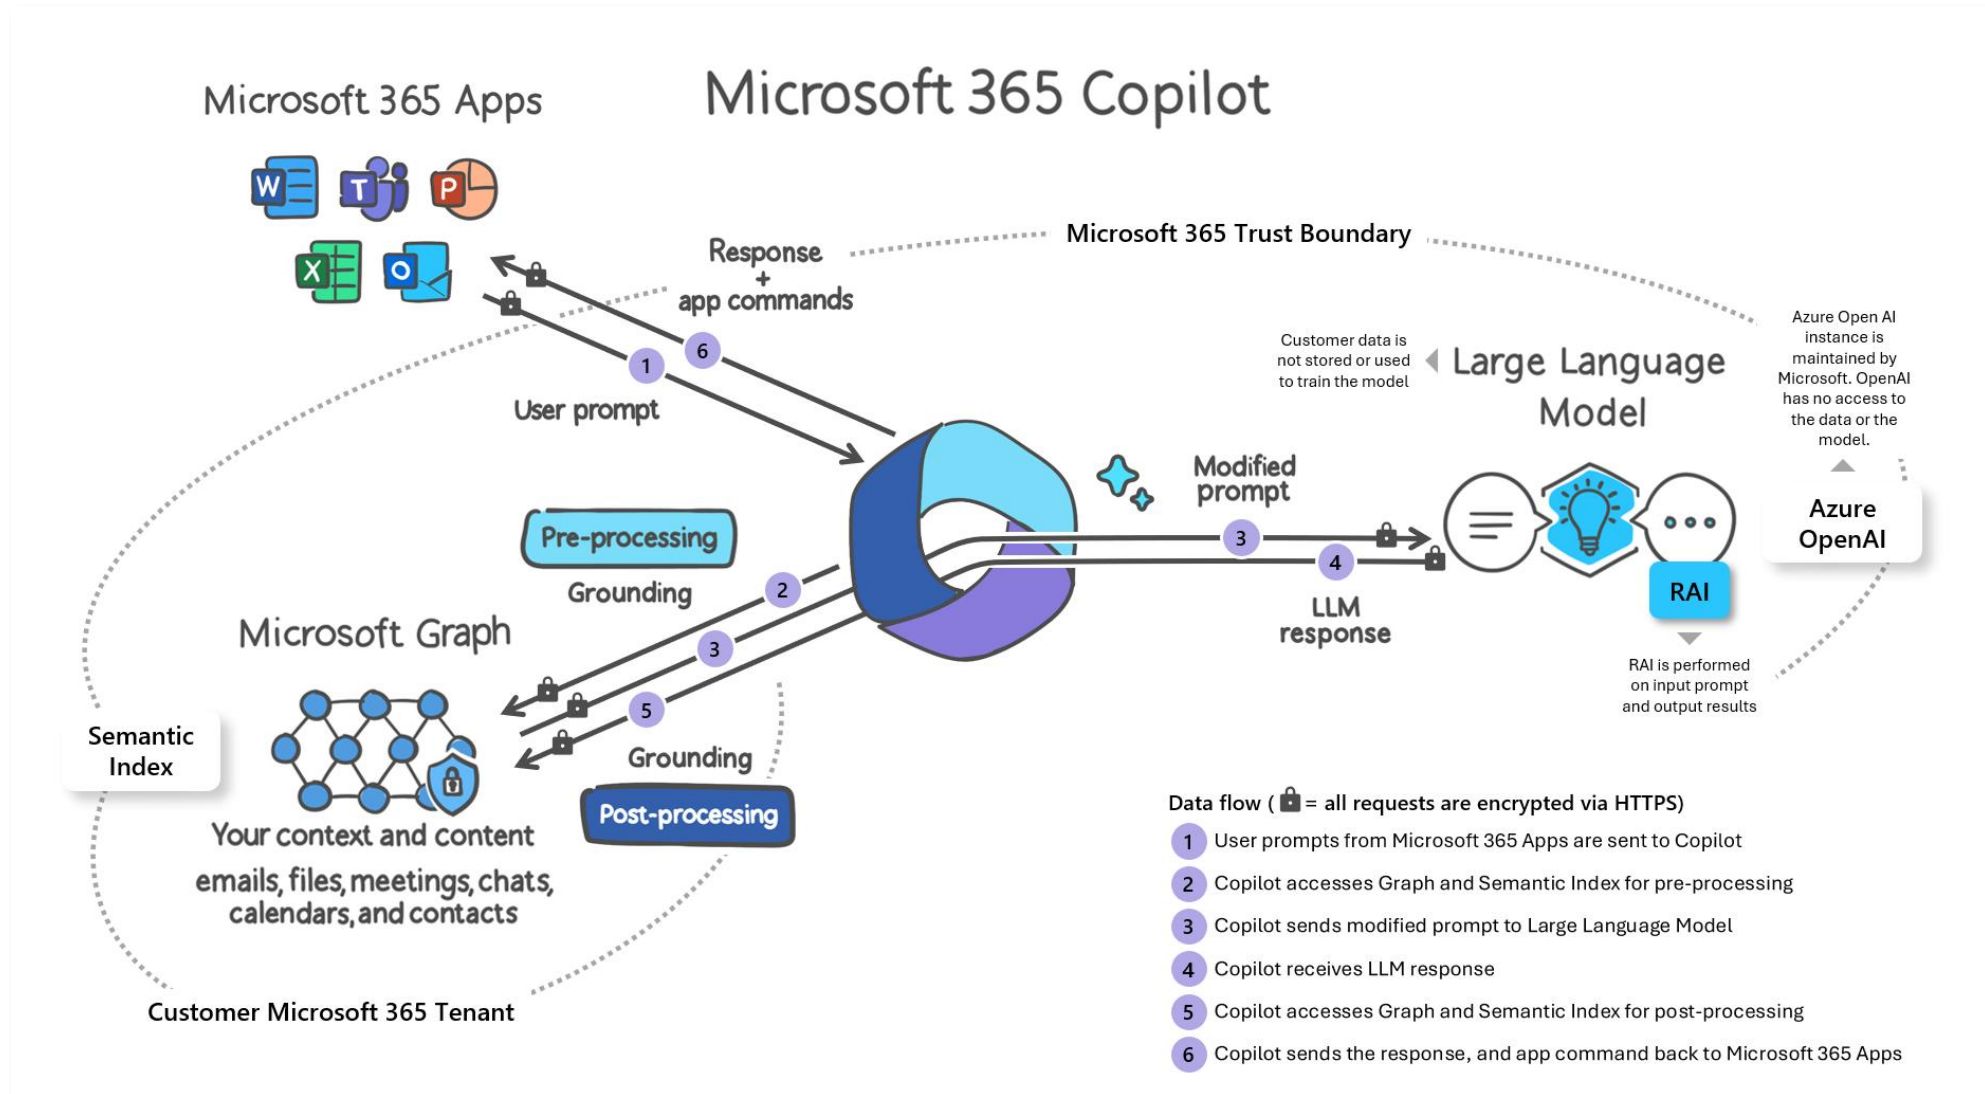 Microsoft 365 Copilot
Microsoft 365 Apps
W
T
P
X
O
Response
+
app commands
Microsoft 365 Trust Boundary
6
1
User prompt
Customer data is
not stored or used
to train the model
Large Language
Model
Azure Open AI
instance is
maintained by
Microsoft. OpenAI
has no access to
the data or the
model.
Azure
OpenAI
Modified
prompt
3
4
LLM
response
RAI
RAI is performed
on input prompt
and output results
Pre-processing
Grounding
2
3
5
Microsoft Graph
Semantic
Index
Grounding
Post-processing
Your context and content
emails, files, meetings, chats,
calendars, and contacts
Customer Microsoft 365 Tenant
Data flow ( = all requests are encrypted via HTTPS)
1 User prompts from Microsoft 365 Apps are sent to Copilot
2 Copilot accesses Graph and Semantic Index for pre-processing
3 Copilot sends modified prompt to Large Language Model
4 Copilot receives LLM response
5 Copilot accesses Graph and Semantic Index for post-processing
6 Copilot sends the response, and app command back to Microsoft 365 Apps